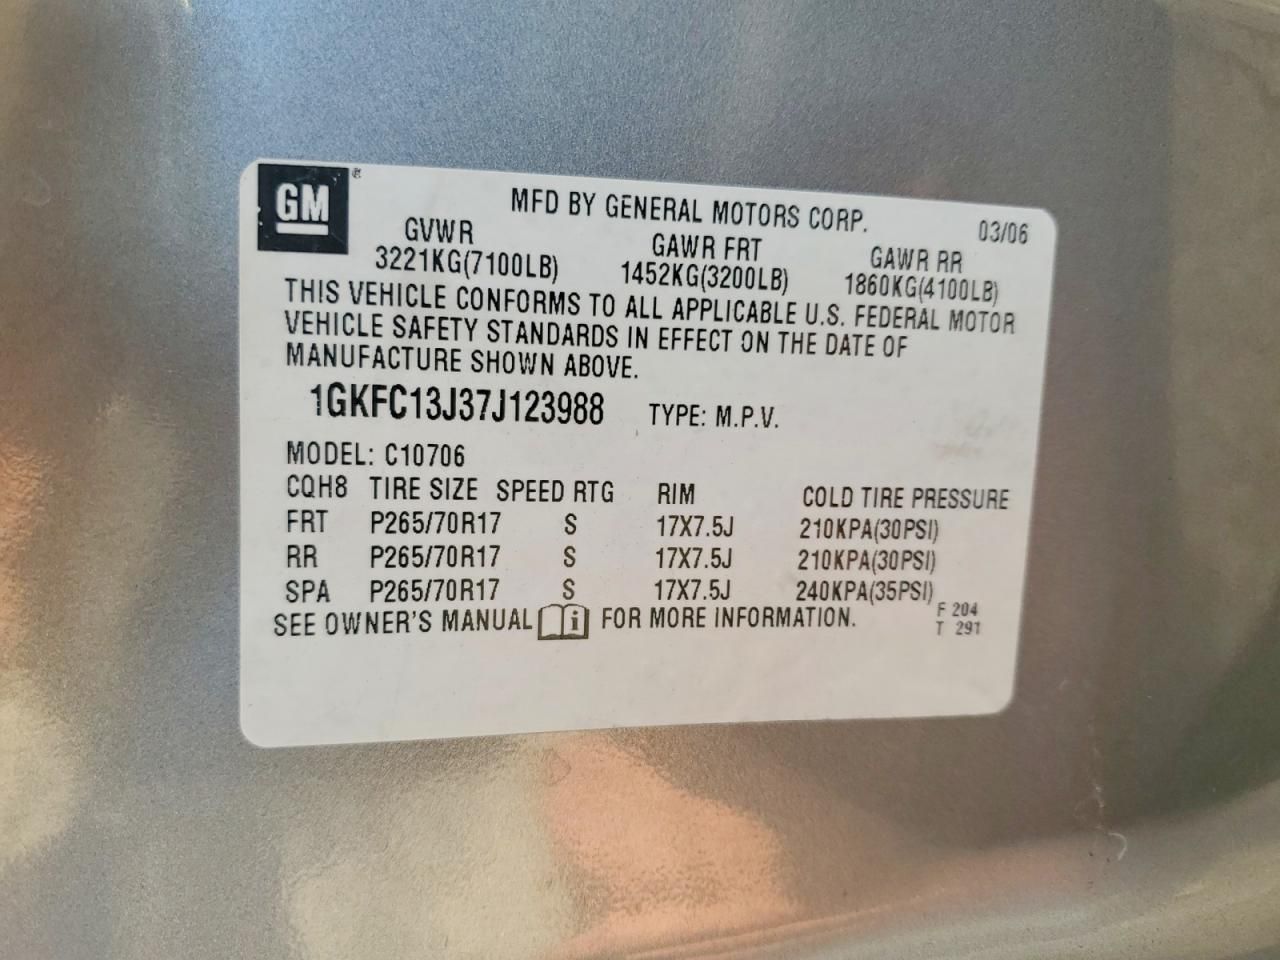 GM ®
MFD BY GENERAL MOTORS CORP. 03/06
GVWR GAWR FRT GAWR RR
3221KG(7100LB) 1452KG(3200LB) 1860KG(4100LB)
THIS VEHICLE CONFORMS TO ALL APPLICABLE U.S. FEDERAL MOTOR
VEHICLE SAFETY STANDARDS IN EFFECT ON THE DATE OF
MANUFACTURE SHOWN ABOVE.
1GKFC13J37J123988 TYPE: M.P.V.
MODEL: C10706
CQH8 TIRE SIZE SPEED RTG RIM COLD TIRE PRESSURE
FRT P265/70R17 S 17X7.5J 210KPA(30PSI)
RR P265/70R17 S 17X7.5J 210KPA(30PSI)
SPA P265/70R17 S 17X7.5J 240KPA(35PSI)
SEE OWNER'S MANUAL i FOR MORE INFORMATION.
F 204
T 291